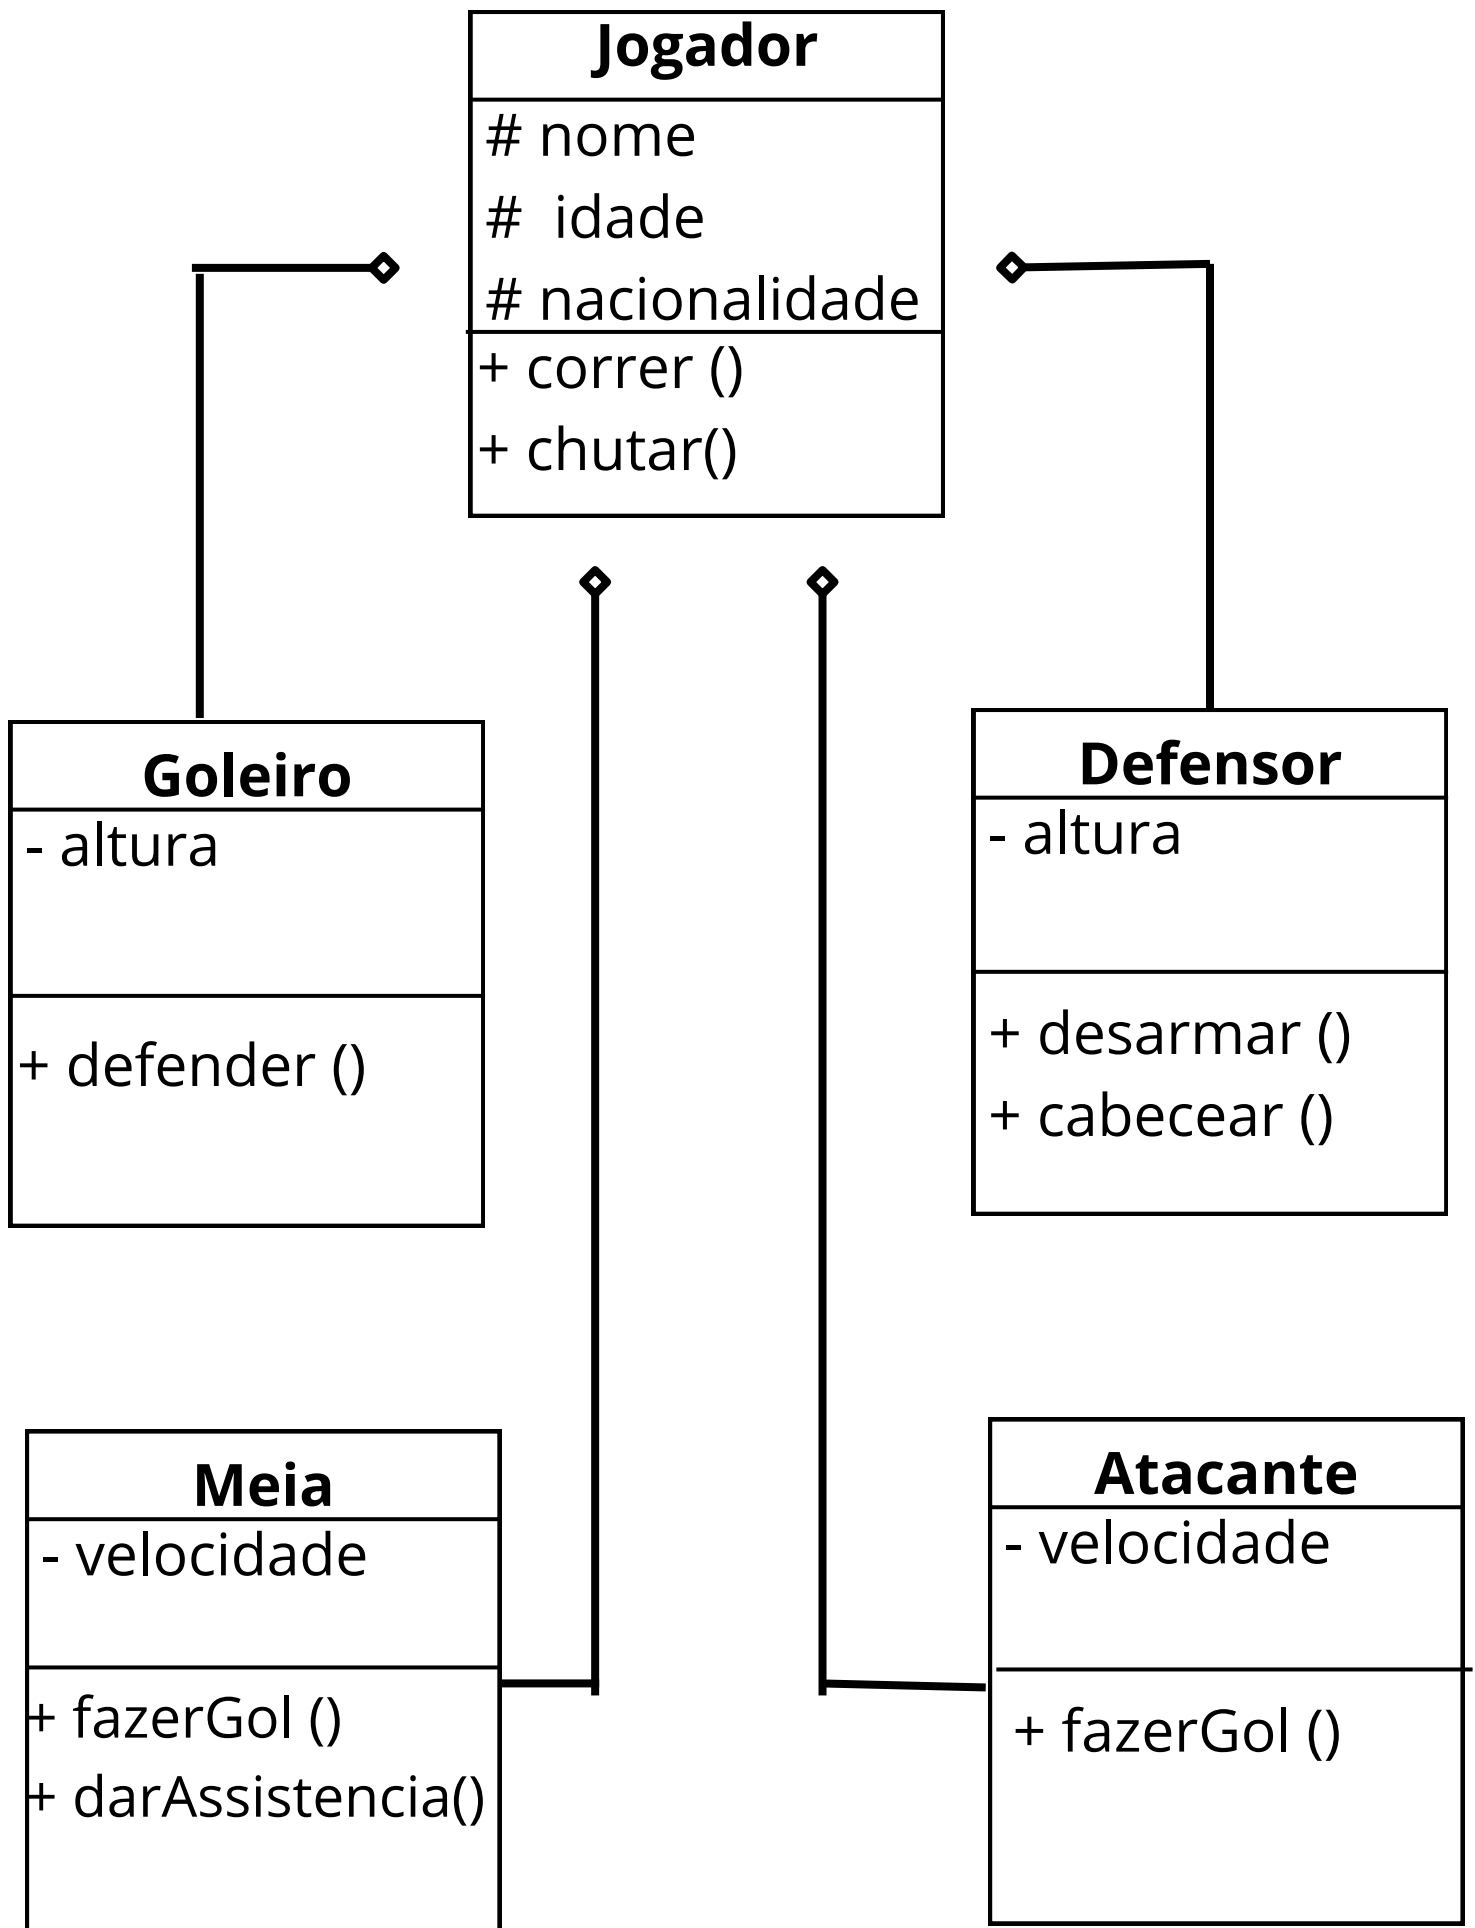 Jogador
# nome
# idade
# nacionalidade
+ correr ()
+ chutar()
Goleiro
- altura
+ defender ()
Defensor
- altura
+ desarmar ()
+ cabecear ()
Meia
- velocidade
+ fazerGol ()
+ darAssistencia()
Atacante
- velocidade
+ fazerGol ()